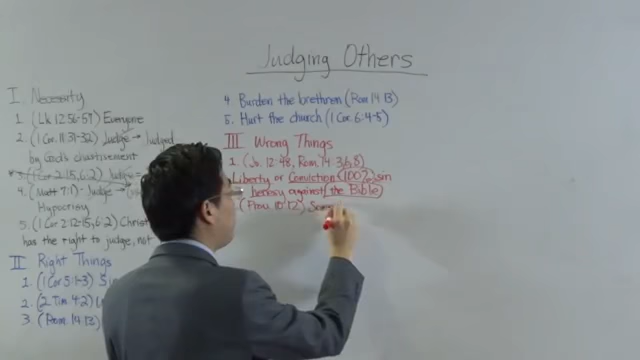 Judging Others
I. Necessity
1. (Lk 12:56-57) Everyone
2. (1 Cor. 11:31-32) Judge → Judged
by God's chastisement
*3. (1 Cor. 2:15, 6:2) Judge
4. (Matt 7:1) - Judge
Hypocrisy
5. (1 Cor 2:12-15, 6:2) Christ
has the right to judge, not
II Right Things
1. (1 Cor 5:1-3)
2. (2 Tim 4:2)
3. (Rom. 14:13)
4. Burden the brethren (Rom 14:13)
5. Hurt the church (1 Cor. 6:4-8)
III Wrong Things
1. (Jn. 12:48, Rom. 14:3,6,8)
Liberty or Conviction (100% sin
heresy against the Bible)
(Prov. 10:12)